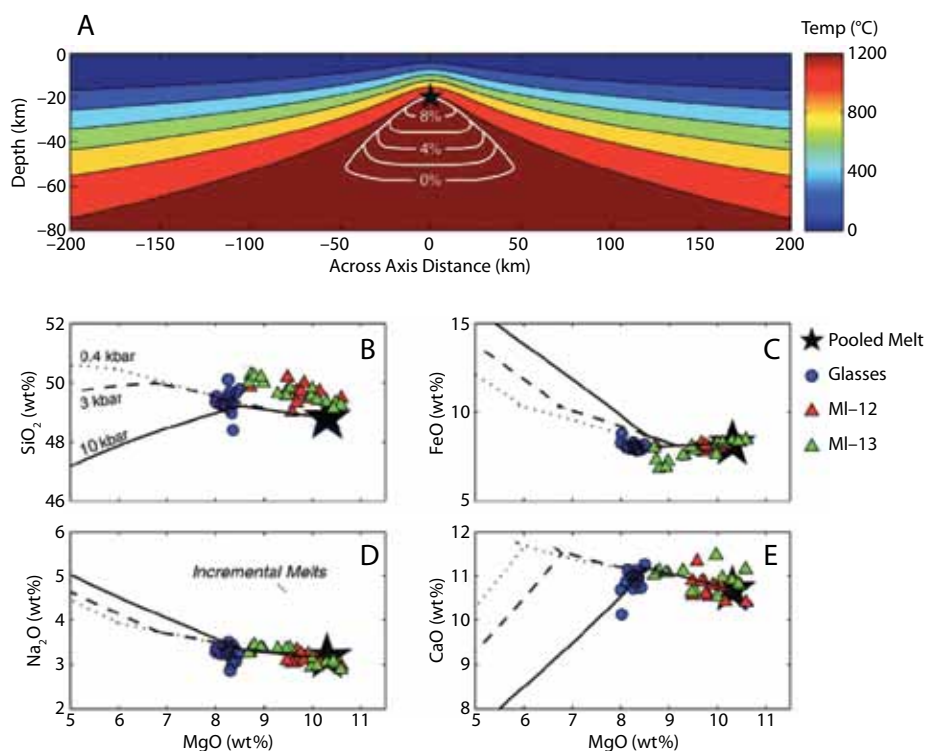 A
Temp (°C)
0
−20
−40
−60
−80
Depth (km)
8%
4%
0%
1200
800
400
0
−200
−150
−100
−50
0
50
100
150
200
Across Axis Distance (km)
52
50
48
46
SiO2 (wt%)
B
0.4 kbar
3 kbar
10 kbar
15
10
5
FeO (wt%)
C
Pooled Melt
Glasses
MI−12
MI−13
6
5
4
3
2
Na2O (wt%)
D
Incremental Melts
5
6
7
8
9
10
11
MgO (wt%)
12
11
10
9
8
CaO (wt%)
E
5
6
7
8
9
10
11
MgO (wt%)